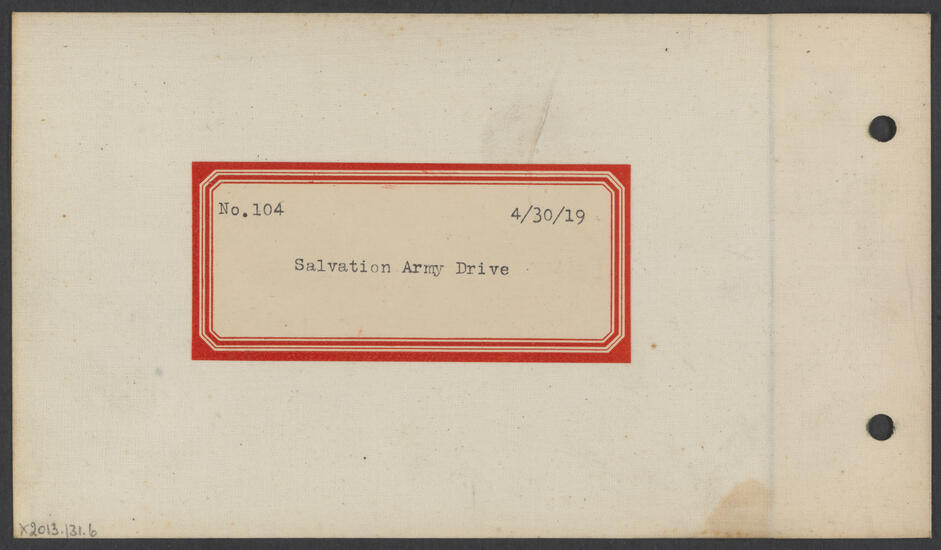 No.104 4/30/19
Salvation Army Drive
X2013.131.6